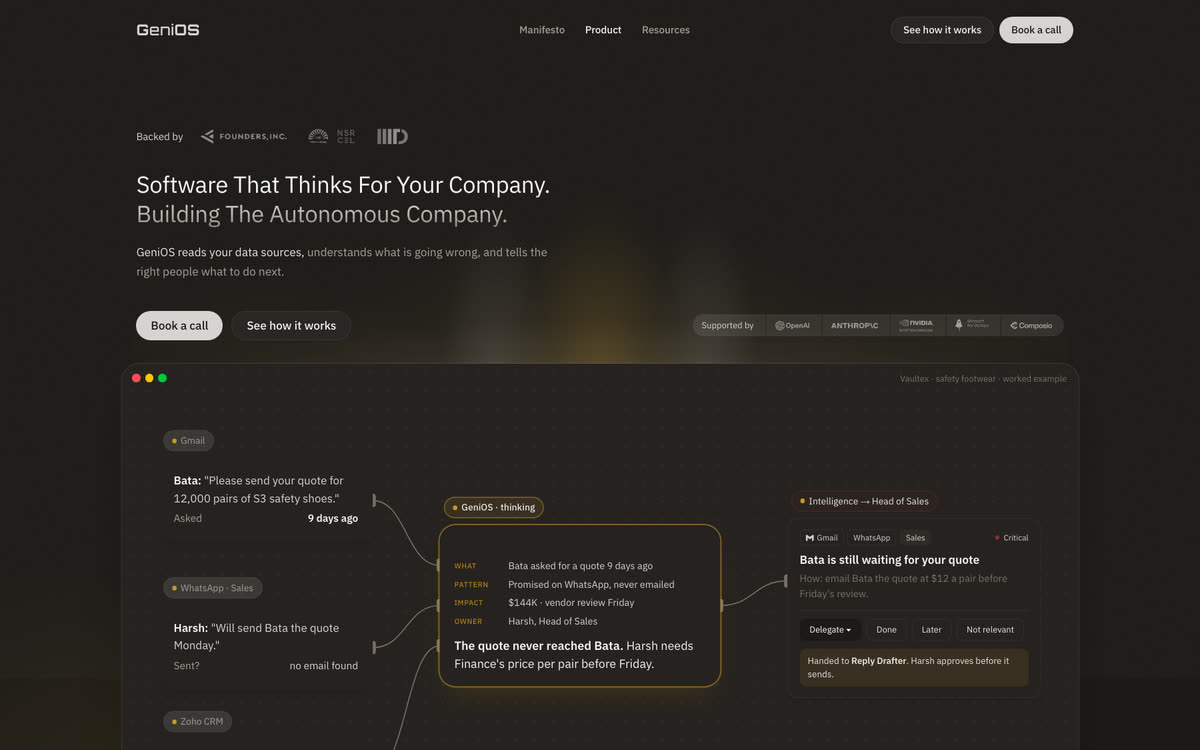 GeniOS
Manifesto
Product
Resources
See how it works
Book a call
Backed by
FOUNDERS, INC.
NSR
CEL
Software That Thinks For Your Company.
Building The Autonomous Company.
GeniOS reads your data sources, understands what is going wrong, and tells the
right people what to do next.
Book a call
See how it works
Supported by
OpenAI
ANTHROP\C
NVIDIA
Composio
Vaultex · safety footwear · worked example
Gmail
Bata: "Please send your quote for
12,000 pairs of S3 safety shoes."
Asked
9 days ago
WhatsApp · Sales
Harsh: "Will send Bata the quote
Monday."
Sent?
no email found
Zoho CRM
GeniOS · thinking
WHAT
Bata asked for a quote 9 days ago
PATTERN
Promised on WhatsApp, never emailed
IMPACT
$144K · vendor review Friday
OWNER
Harsh, Head of Sales
The quote never reached Bata. Harsh needs
Finance's price per pair before Friday.
Intelligence → Head of Sales
Gmail
WhatsApp
Sales
Critical
Bata is still waiting for your quote
How: email Bata the quote at $12 a pair before
Friday's review.
Delegate
Done
Later
Not relevant
Handed to Reply Drafter. Harsh approves before it
sends.